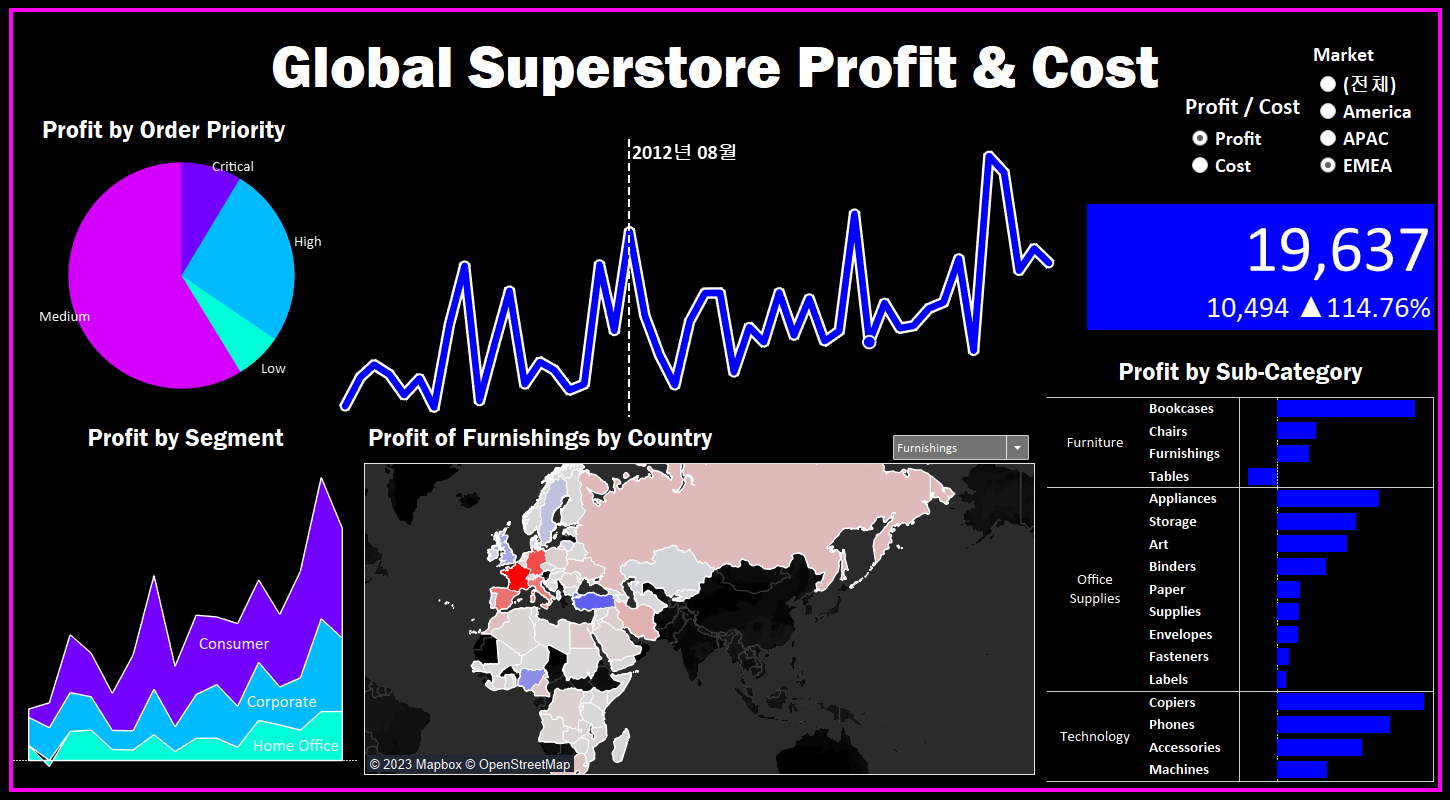 Global Superstore Profit & Cost
Market
(전체)
America
APAC
EMEA
Profit / Cost
Profit
Cost
Profit by Order Priority
Critical
High
Medium
Low
2012년 08월
19,637
10,494 ▲114.76%
Profit by Segment
Consumer
Corporate
Home Office
Profit of Furnishings by Country
Furnishings
© 2023 Mapbox © OpenStreetMap
Profit by Sub-Category
Furniture
Bookcases
Chairs
Furnishings
Tables
Office
Supplies
Appliances
Storage
Art
Binders
Paper
Supplies
Envelopes
Fasteners
Labels
Technology
Copiers
Phones
Accessories
Machines